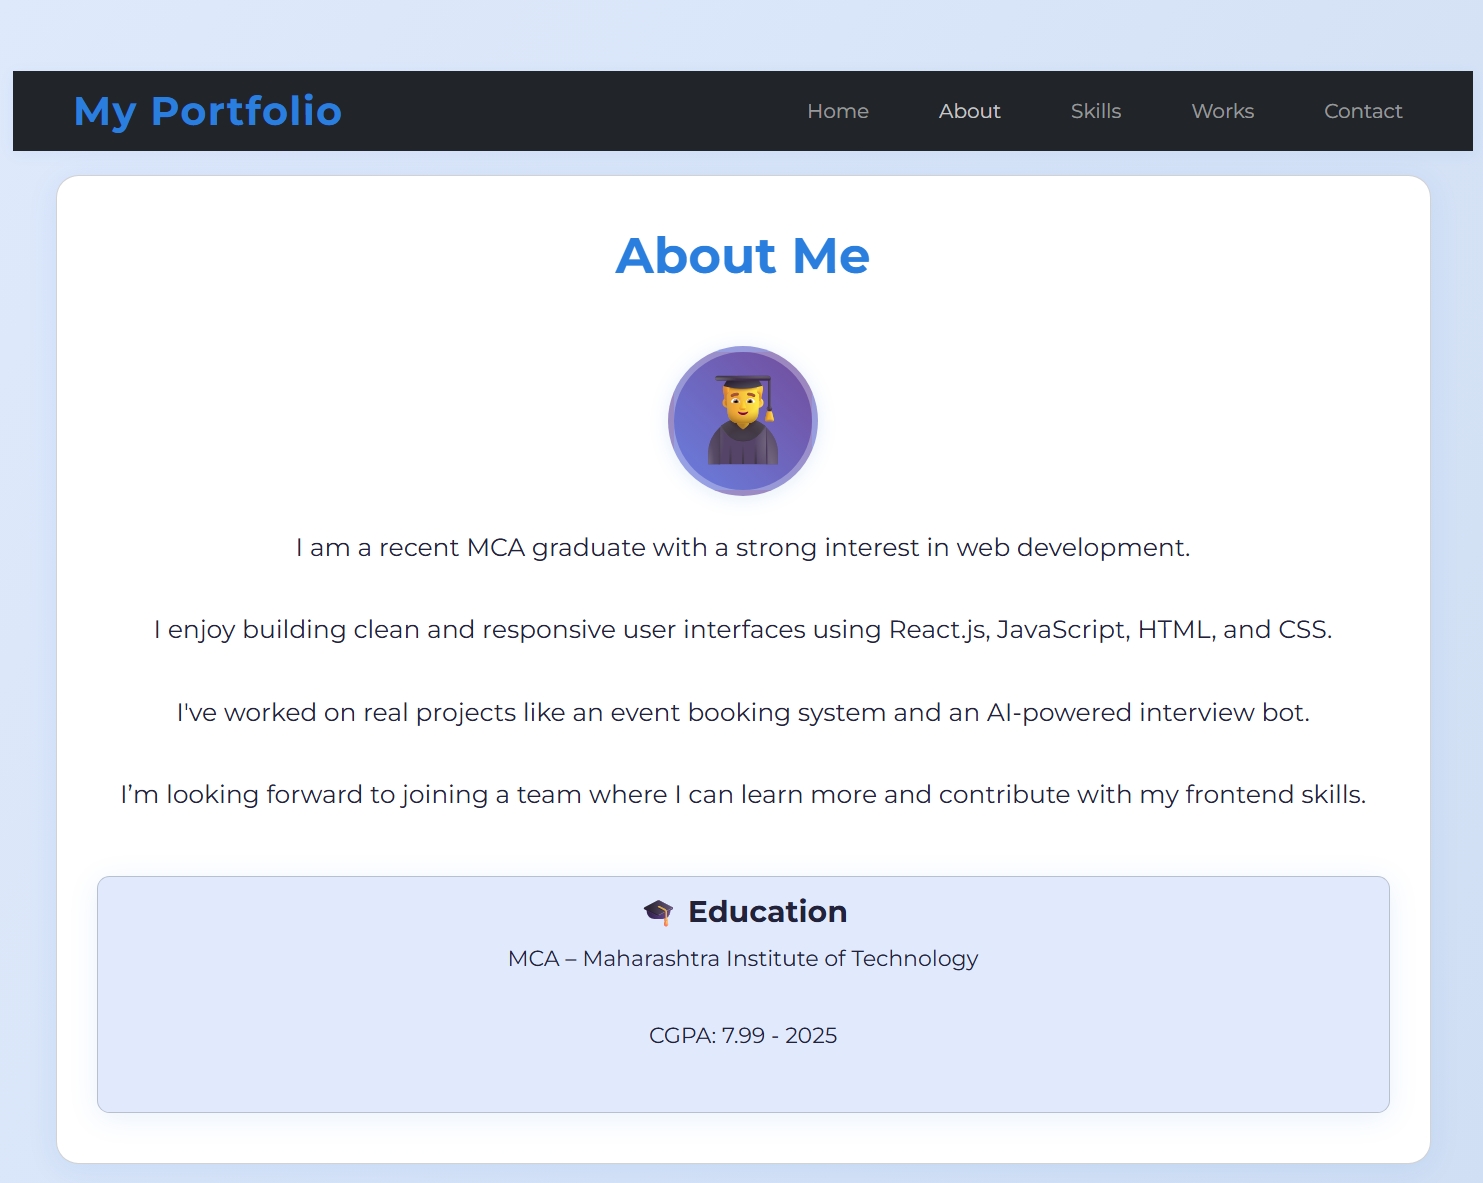 My Portfolio
Home
About
Skills
Works
Contact
About Me
I am a recent MCA graduate with a strong interest in web development.
I enjoy building clean and responsive user interfaces using React.js, JavaScript, HTML, and CSS.
I've worked on real projects like an event booking system and an AI-powered interview bot.
I’m looking forward to joining a team where I can learn more and contribute with my frontend skills.
Education
MCA – Maharashtra Institute of Technology
CGPA: 7.99 - 2025